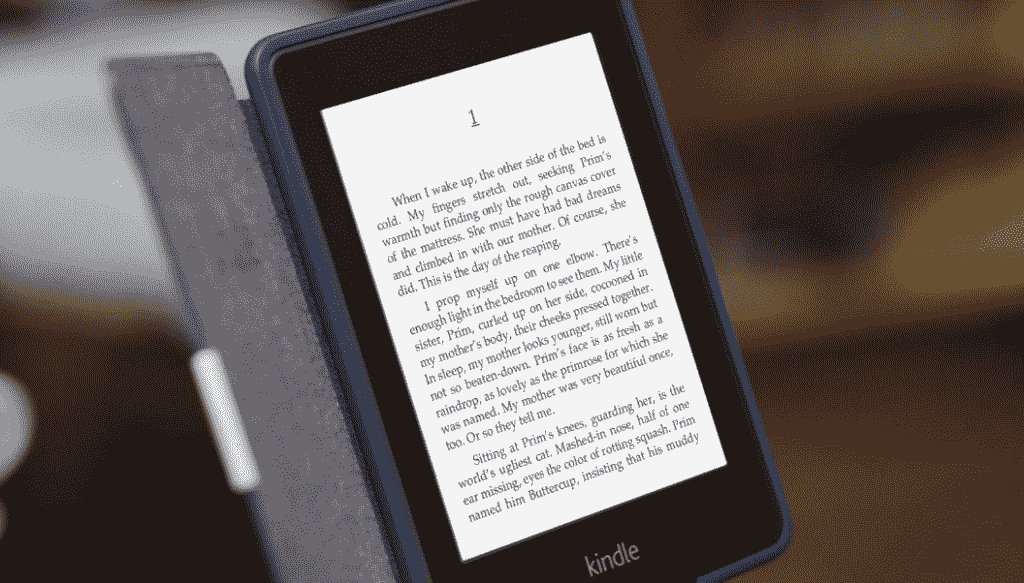 1
When I wake up, the other side of the bed is
cold. My fingers stretch out, seeking Prim's
warmth but finding only the rough canvas cover
of the mattress. She must have had bad dreams
and climbed in with our mother. Of course, she
did. This is the day of the reaping.
I prop myself up on one elbow. There's
enough light in the bedroom to see them. My little
sister, Prim, curled up on her side, cocooned in
my mother's body, their cheeks pressed together.
In sleep, my mother looks younger, still worn but
not so beaten-down. Prim's face is as fresh as a
raindrop, as lovely as the primrose for which she
was named. My mother was very beautiful once,
too. Or so they tell me.
Sitting at Prim's knees, guarding her, is the
world's ugliest cat. Mashed-in nose, half of one
ear missing, eyes the color of rotting squash. Prim
named him Buttercup, insisting that his muddy
kindle